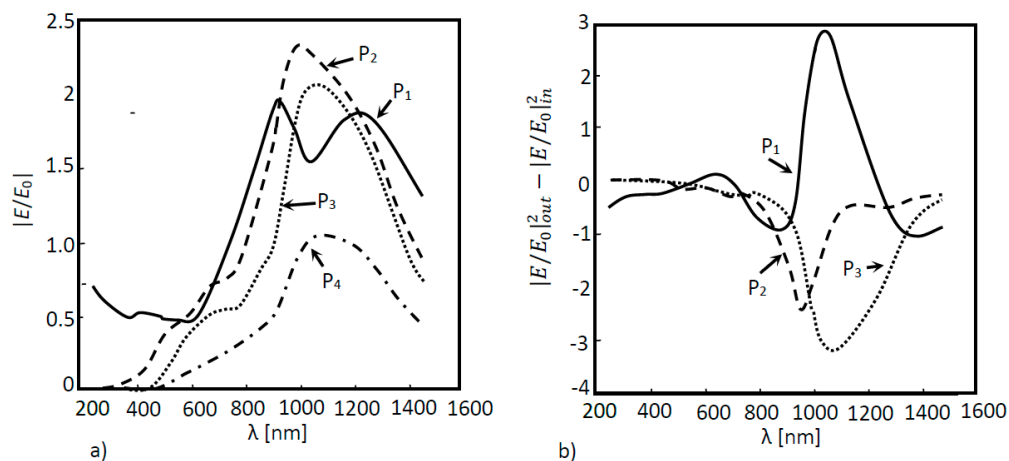 2.5
2
1.5
1.0
0.5
0
|E/E₀|
P₂
P₁
P₃
P₄
200 400 600 800 1000 1200 1400 1600
λ [nm]
a)
3
2
1
0
-1
-2
-3
-4
|E/E₀|²out − |E/E₀|²in
P₁
P₂
P₃
200 400 600 800 1000 1200 1400 1600
λ [nm]
b)